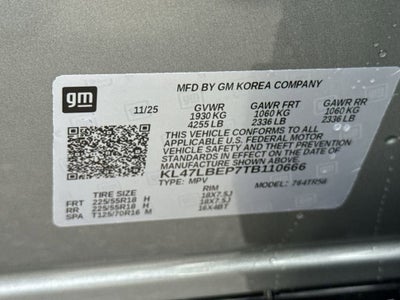 gm
MFD BY GM KOREA COMPANY
11/25 GVWR GAWR FRT GAWR RR
1930 KG 1060 KG 1060 KG
4255 LB 2336 LB 2336 LB
THIS VEHICLE CONFORMS TO ALL
APPLICABLE U.S. FEDERAL MOTOR
VEHICLE SAFETY AND THEFT PREVENTION
STANDARDS IN EFFECT ON THE DATE OF
MANUFACTURE SHOWN ABOVE.
KL47LBEP7TB110666
TYPE: MPV MODEL: 764TR58
TIRE SIZE RIM
FRT 225/55R18 H 18X7.5J
RR 225/55R18 H 18X7.5J
SPA T125/70R16 M 16X4BT